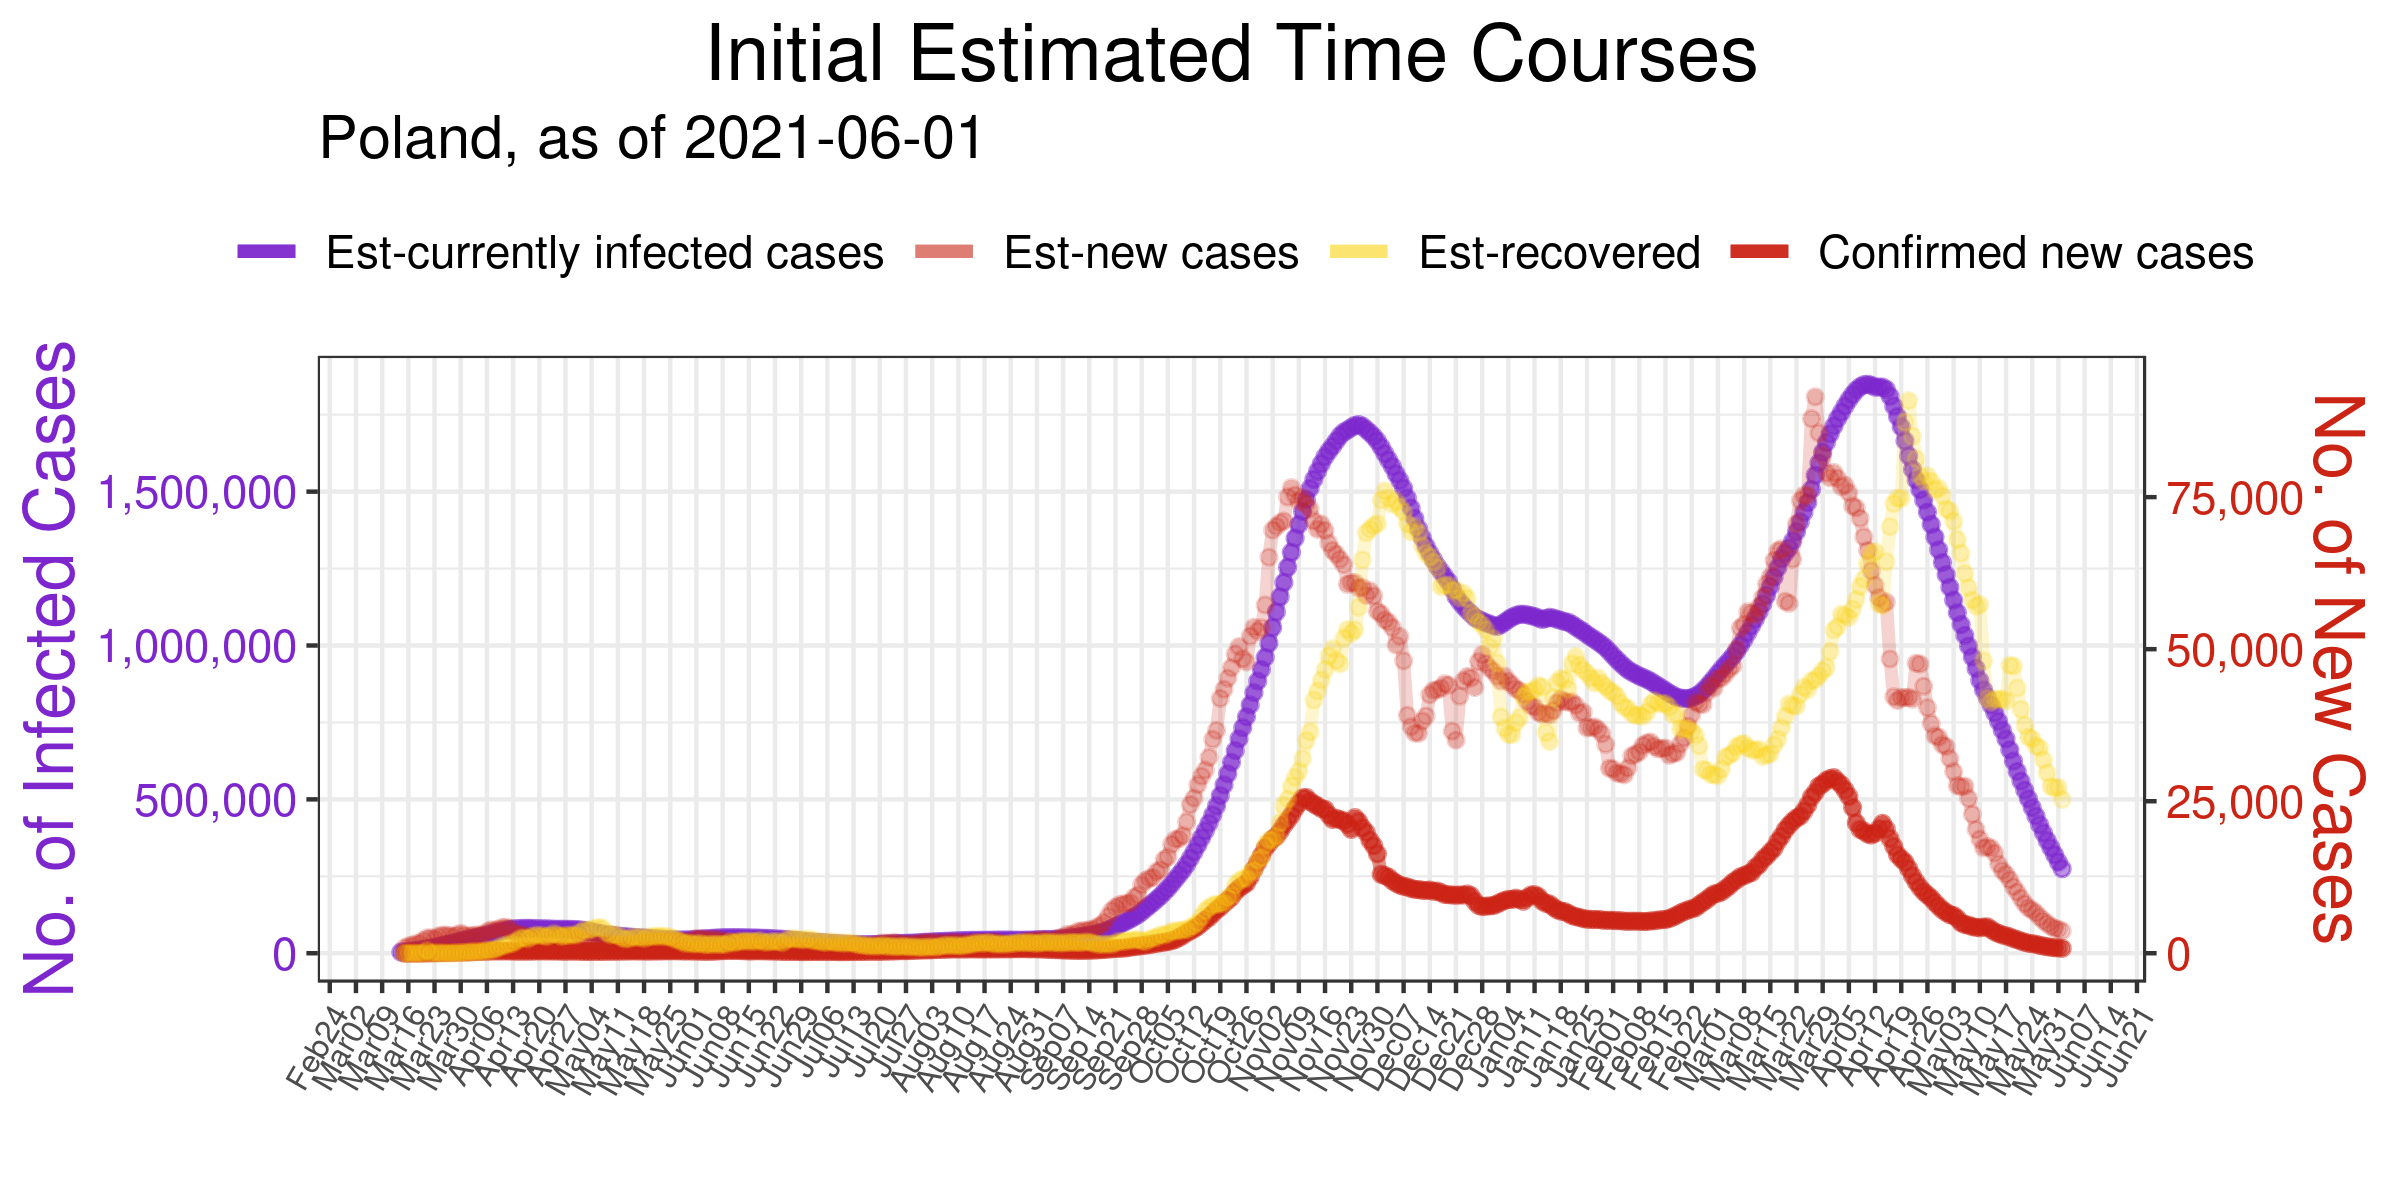 Initial Estimated Time Courses
Poland, as of 2021-06-01
Est-currently infected cases Est-new cases Est-recovered Confirmed new cases
No. of Infected Cases
1,500,000
1,000,000
500,000
0
75,000
50,000
25,000
0
No. of New Cases
Feb24 Mar02 Mar09 Mar16 Mar23 Mar30 Apr06 Apr13 Apr20 Apr27 May04 May11 May18 May25 Jun01 Jun08 Jun15 Jun22 Jun29 Jul06 Jul13 Jul20 Jul27 Aug03 Aug10 Aug17 Aug24 Aug31 Sep07 Sep14 Sep21 Sep28 Oct05 Oct12 Oct19 Oct26 Nov02 Nov09 Nov16 Nov23 Nov30 Dec07 Dec14 Dec21 Dec28 Jan04 Jan11 Jan18 Jan25 Feb01 Feb08 Feb15 Feb22 Mar01 Mar08 Mar15 Mar22 Mar29 Apr05 Apr12 Apr19 Apr26 May03 May10 May17 May24 May31 Jun07 Jun14 Jun21